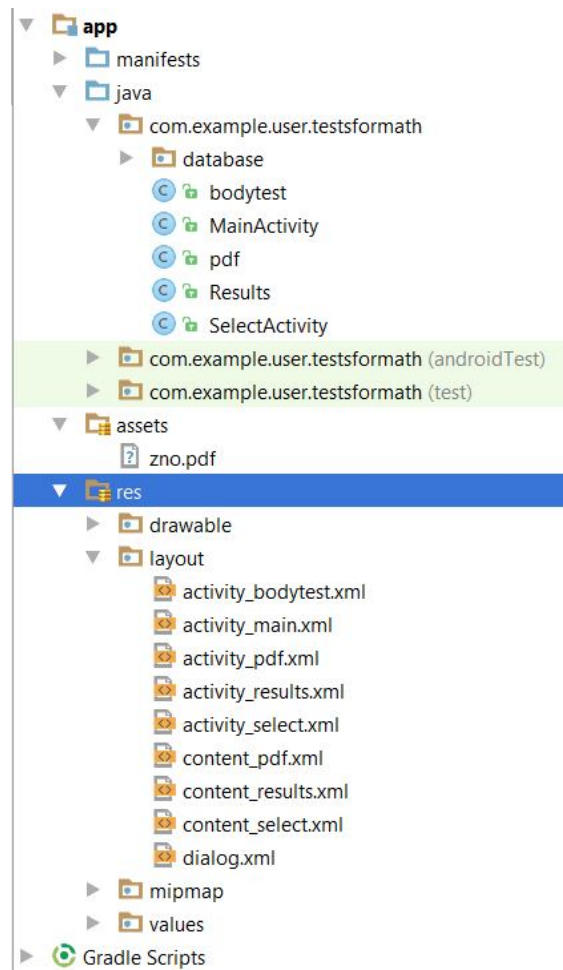 app
manifests
java
com.example.user.testsformath
database
bodytest
MainActivity
pdf
Results
SelectActivity
com.example.user.testsformath (androidTest)
com.example.user.testsformath (test)
assets
zno.pdf
res
drawable
layout
activity_bodytest.xml
activity_main.xml
activity_pdf.xml
activity_results.xml
activity_select.xml
content_pdf.xml
content_results.xml
content_select.xml
dialog.xml
mipmap
values
Gradle Scripts